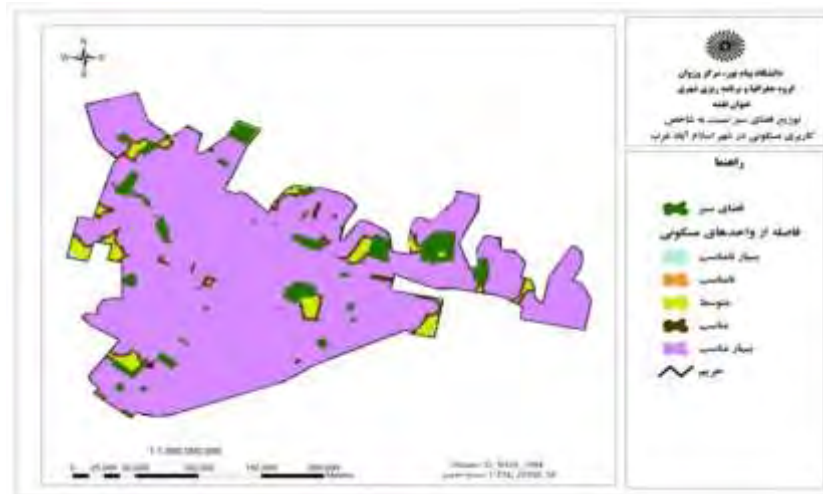 دانشگاه پیام نور، مرکز وزوان
گروه جغرافیا و برنامه ریزی شهری
عنوان نقشه
توزیع فضای سبز نسبت به شاخص
کاربری مسکونی در شهر اسلام آباد غرب
راهنما
فضای سبز
فاصله از واحدهای مسکونی
بسیار نامناسب
نامناسب
متوسط
مناسب
بسیار مناسب
حریم
N
W E
S
0